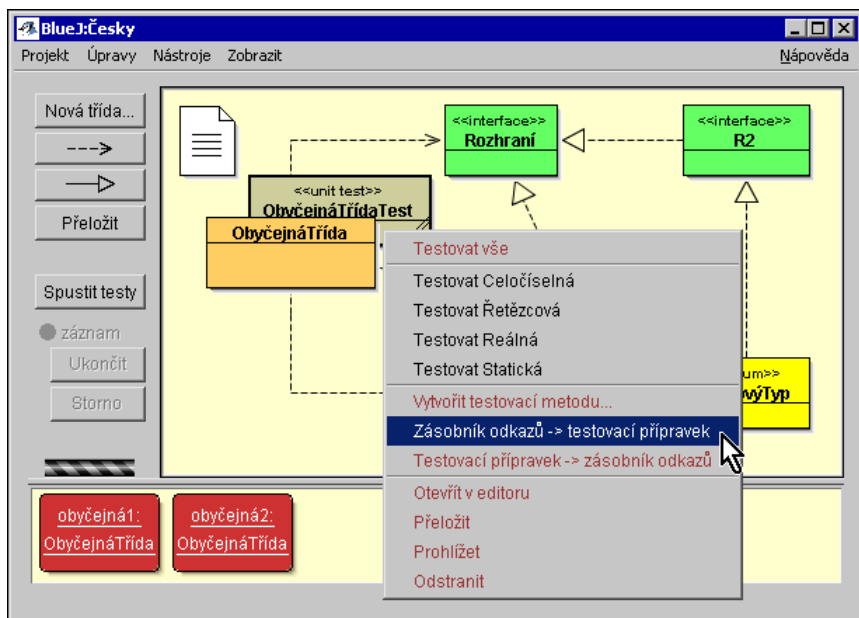 BlueJ:Česky
Projekt Úpravy Nástroje Zobrazit Nápověda
Nová třída...
Přeložit
Spustit testy
záznam
Ukončit
Storno
<<interface>>
Rozhraní
<<interface>>
R2
<<unit test>>
ObyčejnáTřídaTest
ObyčejnáTřída
Testovat vše
Testovat Celočíselná
Testovat Řetězcová
Testovat Reálná
Testovat Statická
Vytvořit testovací metodu...
Zásobník odkazů -> testovací přípravek
Testovací přípravek -> zásobník odkazů
Otevřít v editoru
Přeložit
Prohlížet
Odstranit
um>>
výTyp
obyčejná1:
ObyčejnáTřída
obyčejná2:
ObyčejnáTřída